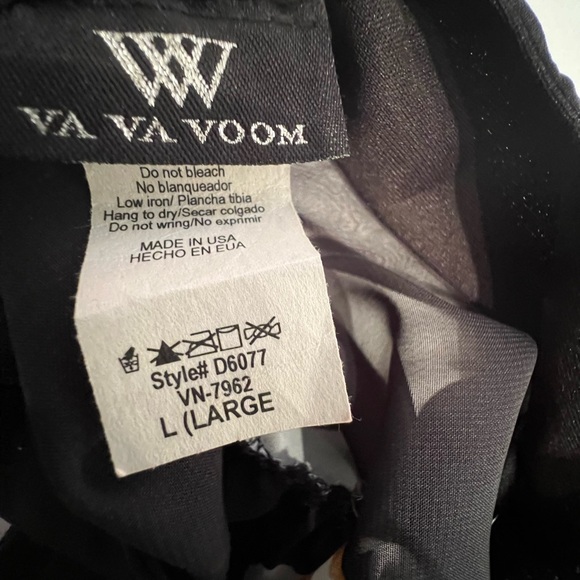 VA VA VOOM
Do not bleach
No blanqueador
Low iron/ Plancha tibia
Hang to dry/Secar colgado
Do not wring/No exprimir
MADE IN USA
HECHO EN EUA
Style# D6077
VN-7962
L (LARGE